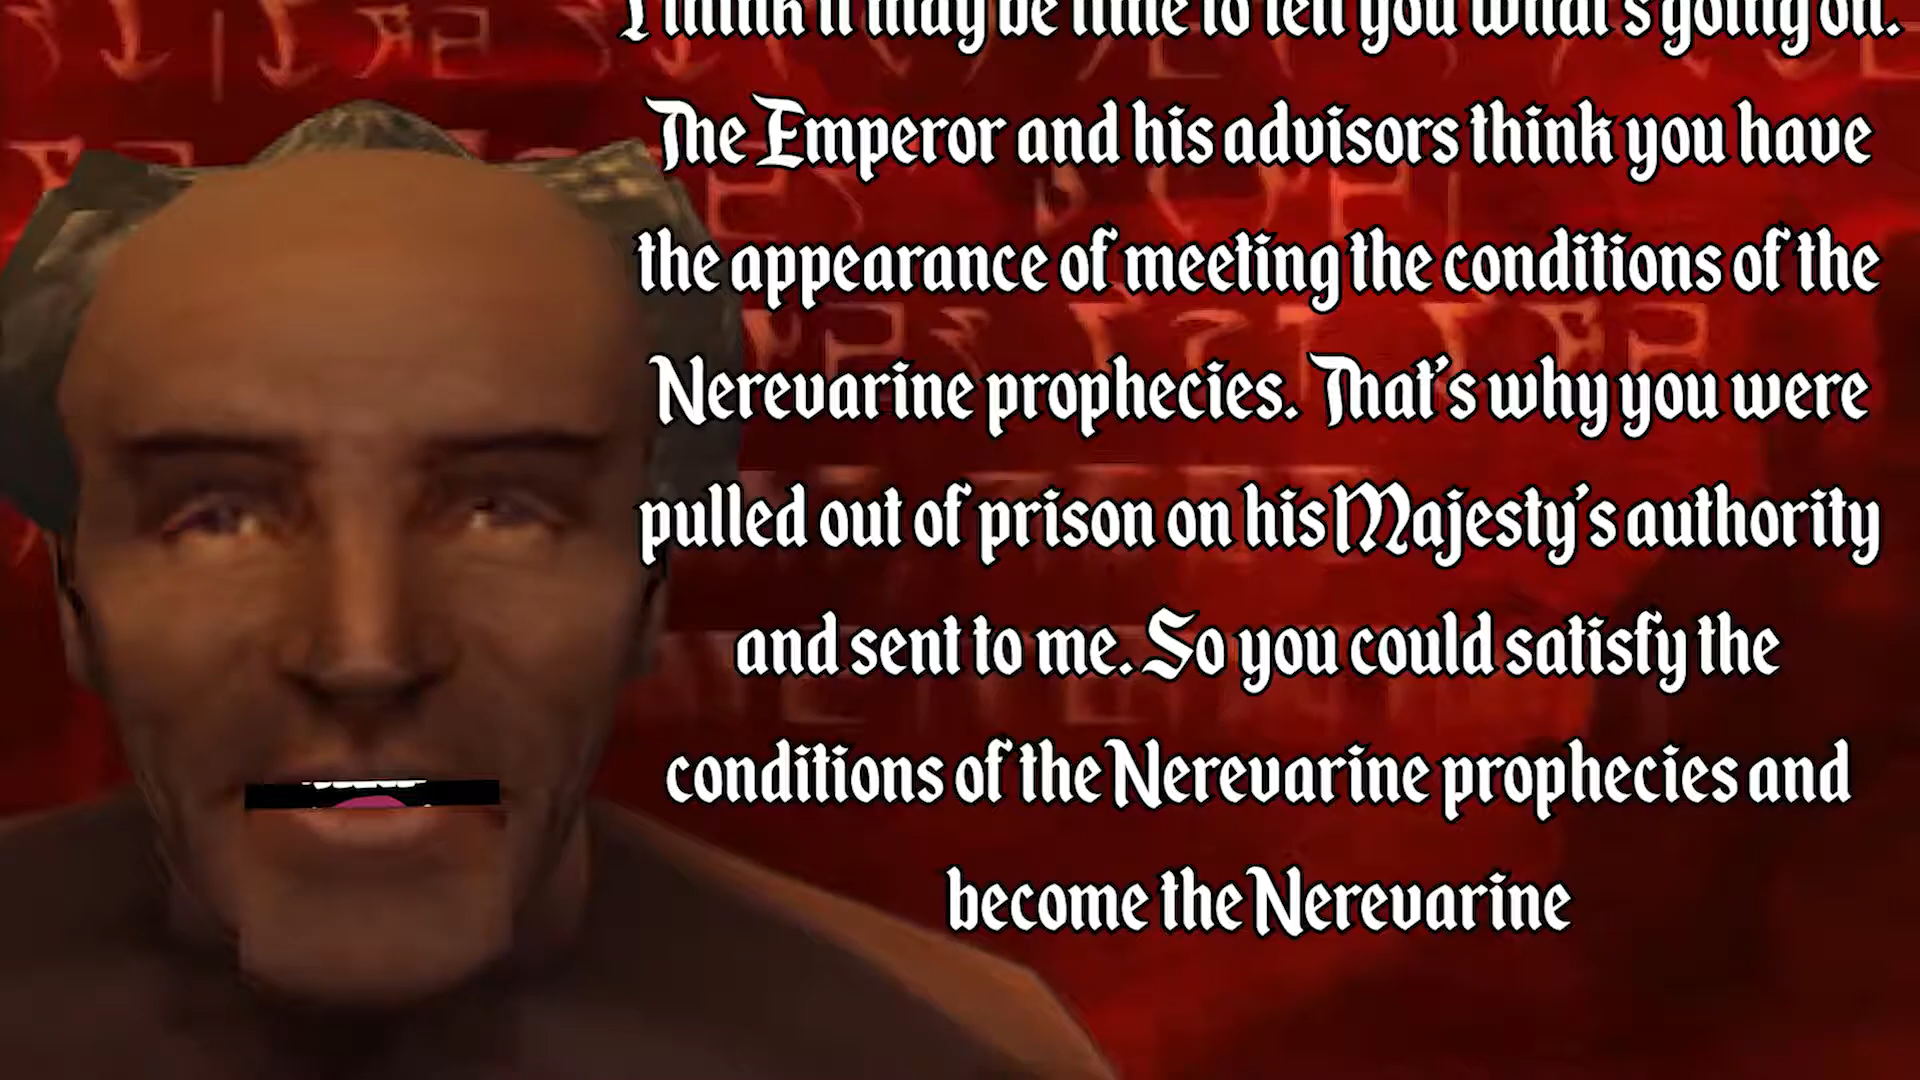 I think it may be time to tell you what's going on.
The Emperor and his advisors think you have
the appearance of meeting the conditions of the
Nerevarine prophecies. That's why you were
pulled out of prison on his Majesty's authority
and sent to me. So you could satisfy the
conditions of the Nerevarine prophecies and
become the Nerevarine